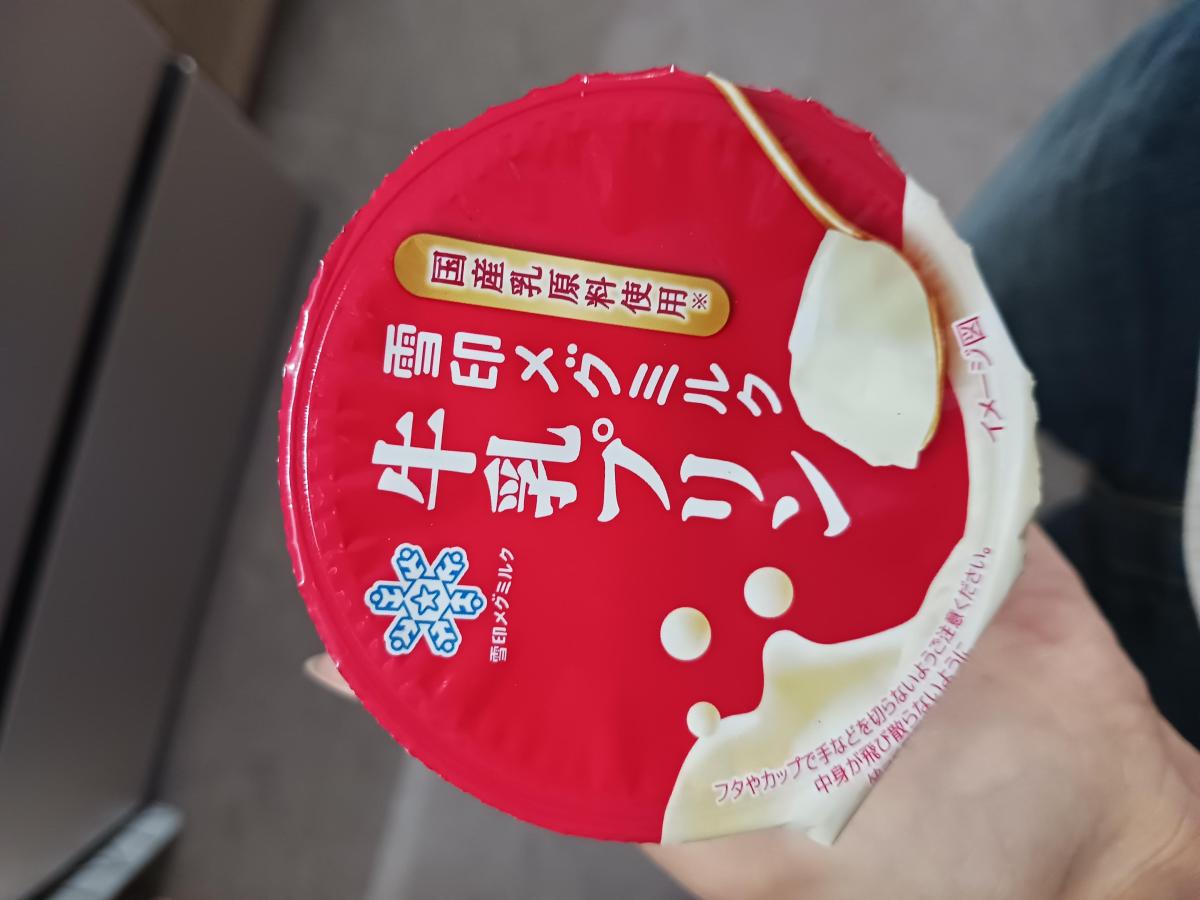 国産乳原料使用※
雪印メグミルク
牛乳プリン
雪印メグミルク
イメージ図
フタやカップで手などを切らないようご注意ください。
中身が飛び散らないように